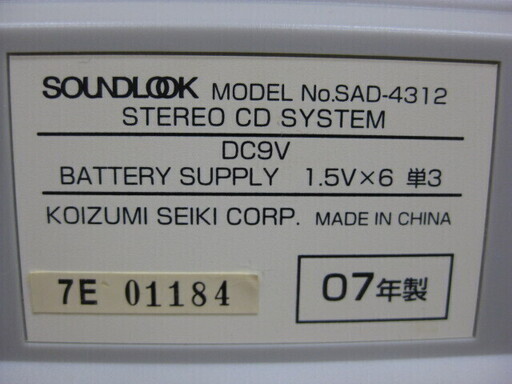 SOUNDLOOK MODEL No.SAD-4312
STEREO CD SYSTEM
DC9V
BATTERY SUPPLY 1.5V×6 単3
KOIZUMI SEIKI CORP. MADE IN CHINA
7E 01184
07年製